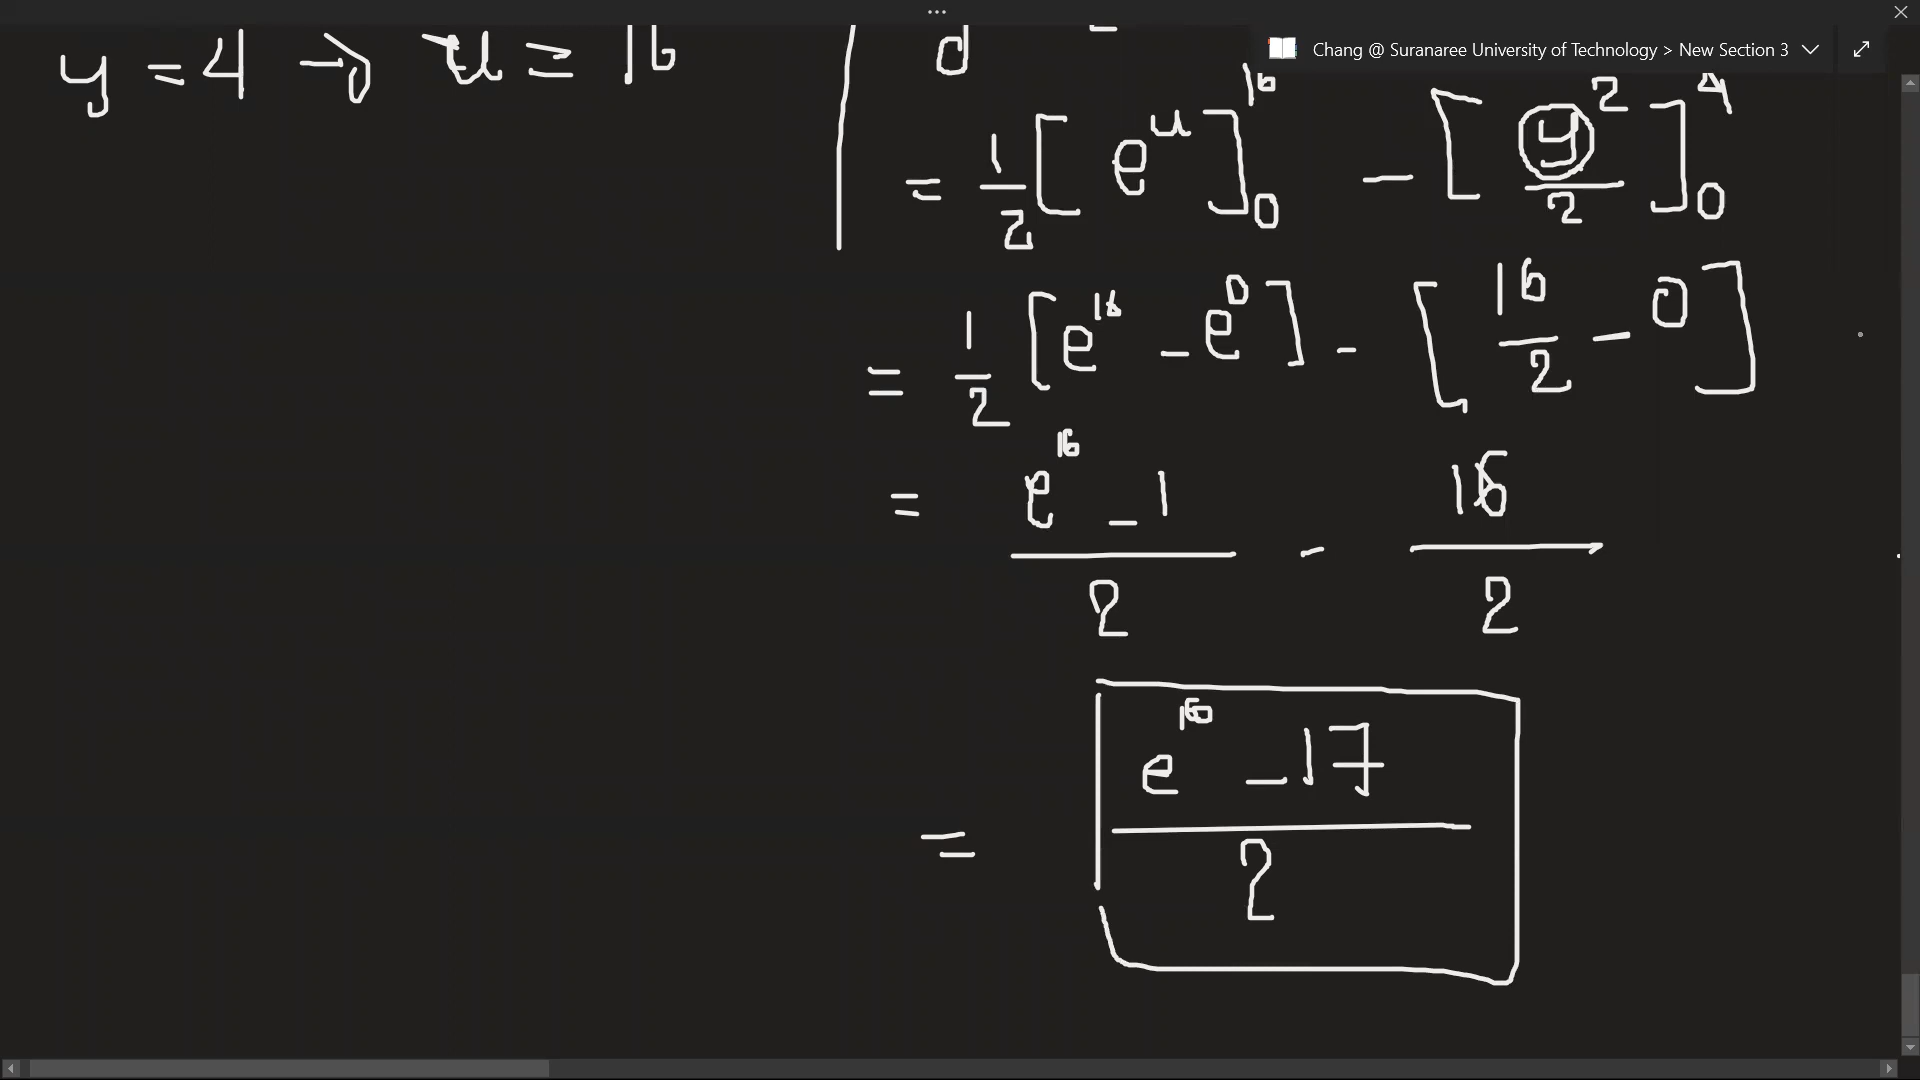 Chang @ Suranaree University of Technology > New Section 3
y = 4 → u = 16
0
= 1/2 [e^u]_0^16 - [y^2/2]_0^4
= 1/2 [e^16 - e^0] - [16/2 - 0]
= (e^16 - 1)/2 - 16/2
= (e^16 - 17)/2